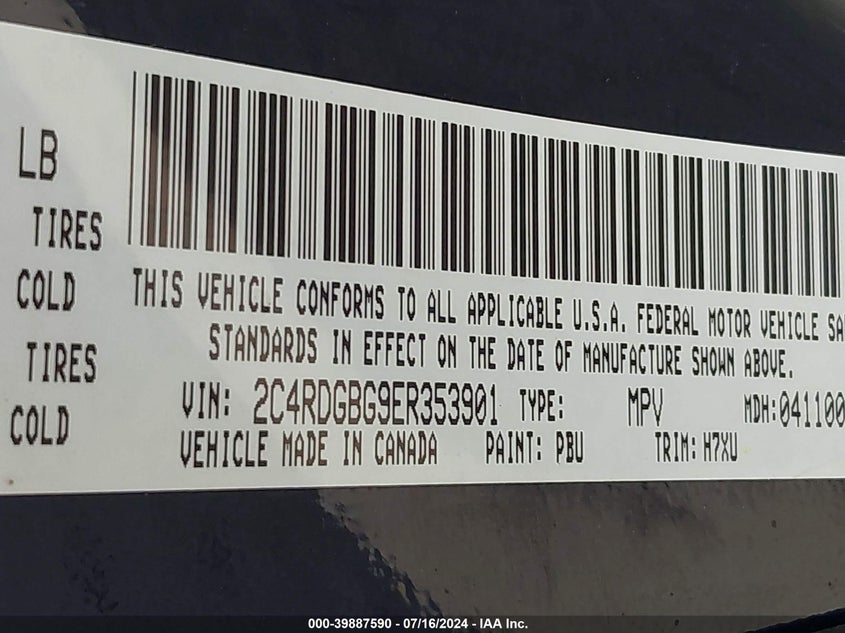 LB
TIRES
COLD
TIRES
COLD
THIS VEHICLE CONFORMS TO ALL APPLICABLE U.S.A. FEDERAL MOTOR VEHICLE SA
STANDARDS IN EFFECT ON THE DATE OF MANUFACTURE SHOWN ABOVE.
VIN: 2C4RDGBG9ER353901 TYPE: MPV MDH:041100
VEHICLE MADE IN CANADA PAINT: PBU TRIM: H7XU
000-39887590 - 07/16/2024 - IAA Inc.